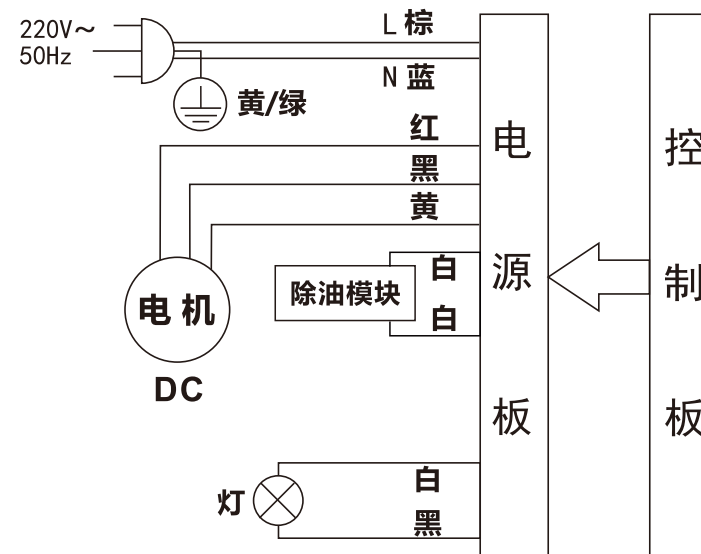 220V～
50Hz
L 棕
N 蓝
黄/绿
红
黑
黄
电机
DC
除油模块
白
白
灯
白
黑
电源板
控制板